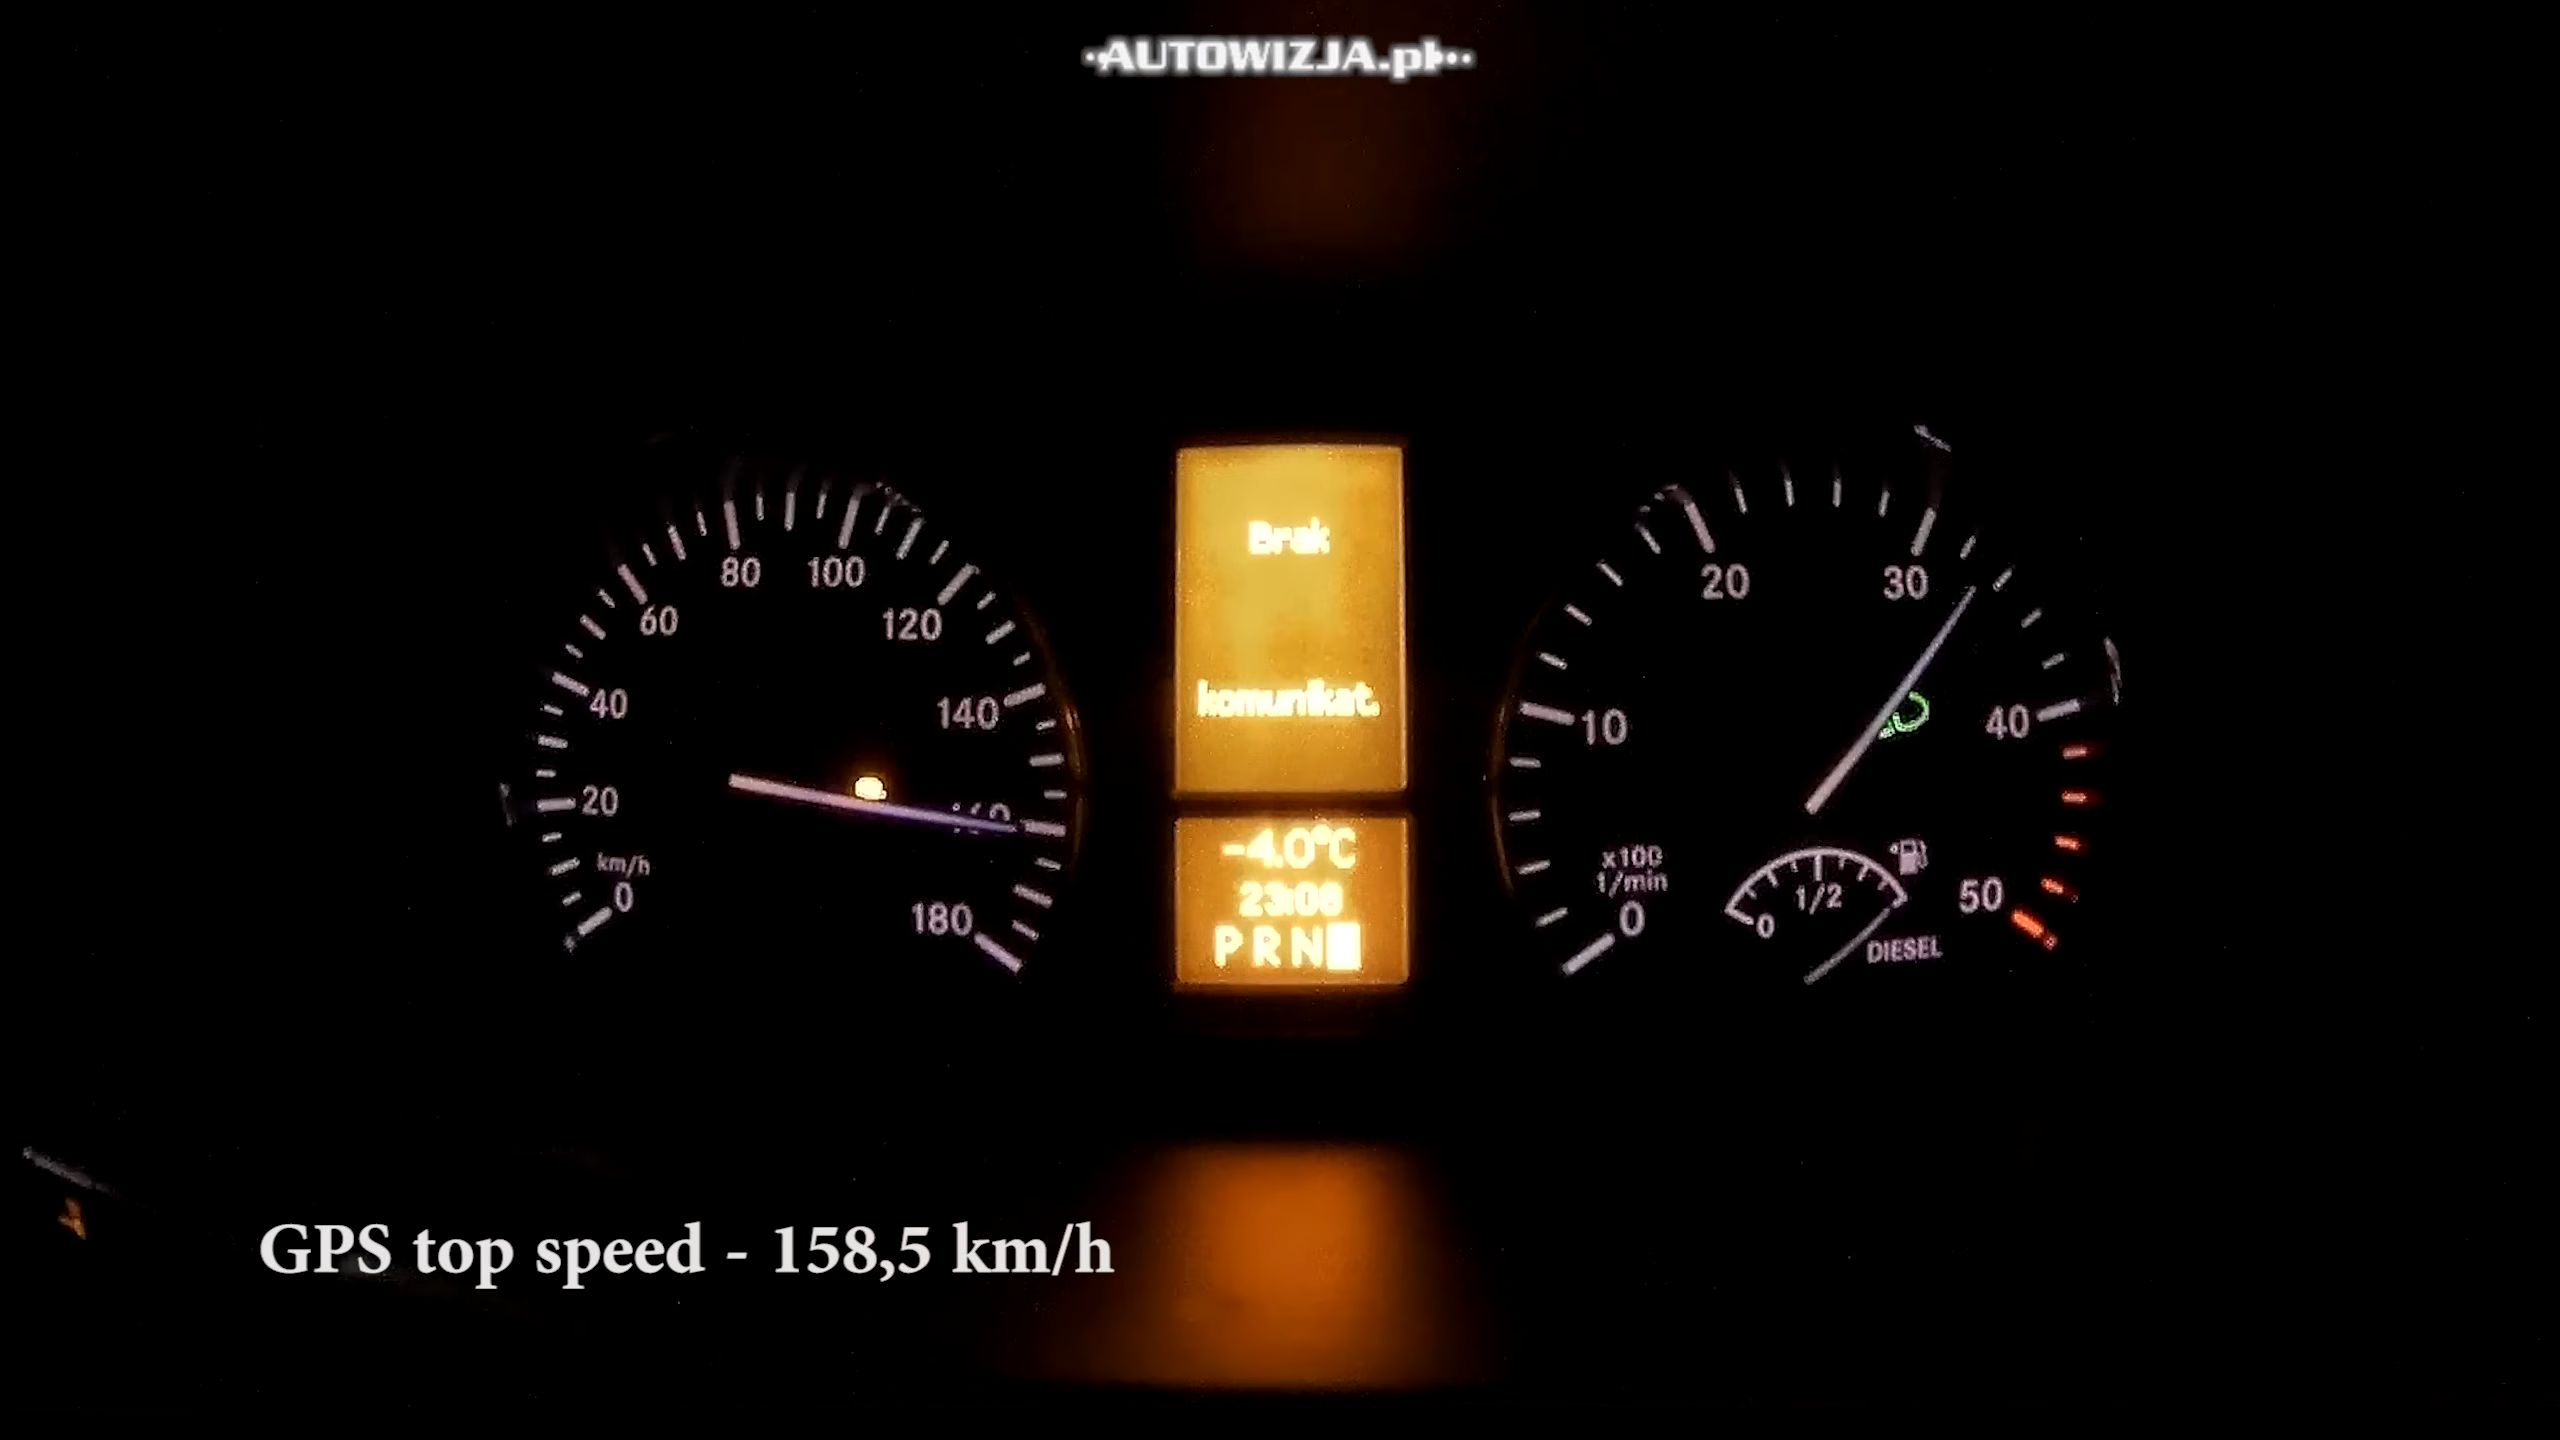 AUTOWIZJA.pl
0
20
40
60
80
100
120
140
160
180
km/h
Brak
komunikat.
-4.0°C
23:08
P R N
0
10
20
30
40
50
x100
1/min
0
1/2
DIESEL
GPS top speed - 158,5 km/h